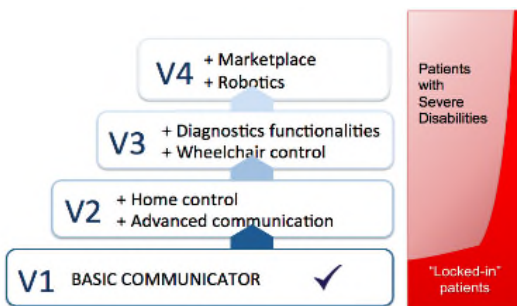 V4
+ Marketplace
+ Robotics
V3
+ Diagnostics functionalities
+ Wheelchair control
V2
+ Home control
+ Advanced communication
V1 BASIC COMMUNICATOR
Patients
with
Severe
Disabilities
"Locked-in"
patients